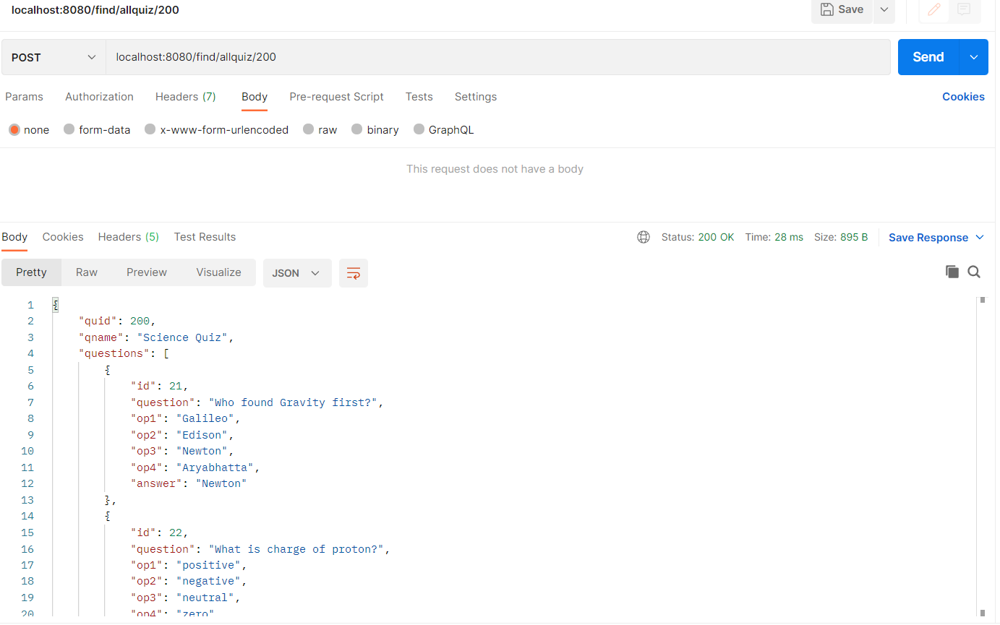 localhost:8080/find/allquiz/200
Save
POST localhost:8080/find/allquiz/200 Send
Params Authorization Headers (7) Body Pre-request Script Tests Settings Cookies
none form-data x-www-form-urlencoded raw binary GraphQL
This request does not have a body
Body Cookies Headers (5) Test Results Status: 200 OK Time: 28 ms Size: 895 B Save Response
Pretty Raw Preview Visualize JSON
1 {
2 "quid": 200,
3 "qname": "Science Quiz",
4 "questions": [
5 {
6 "id": 21,
7 "question": "Who found Gravity first?",
8 "op1": "Galileo",
9 "op2": "Edison",
10 "op3": "Newton",
11 "op4": "Aryabhatta",
12 "answer": "Newton"
13 },
14 {
15 "id": 22,
16 "question": "What is charge of proton?",
17 "op1": "positive",
18 "op2": "negative",
19 "op3": "neutral",
20 "op4": "zero"